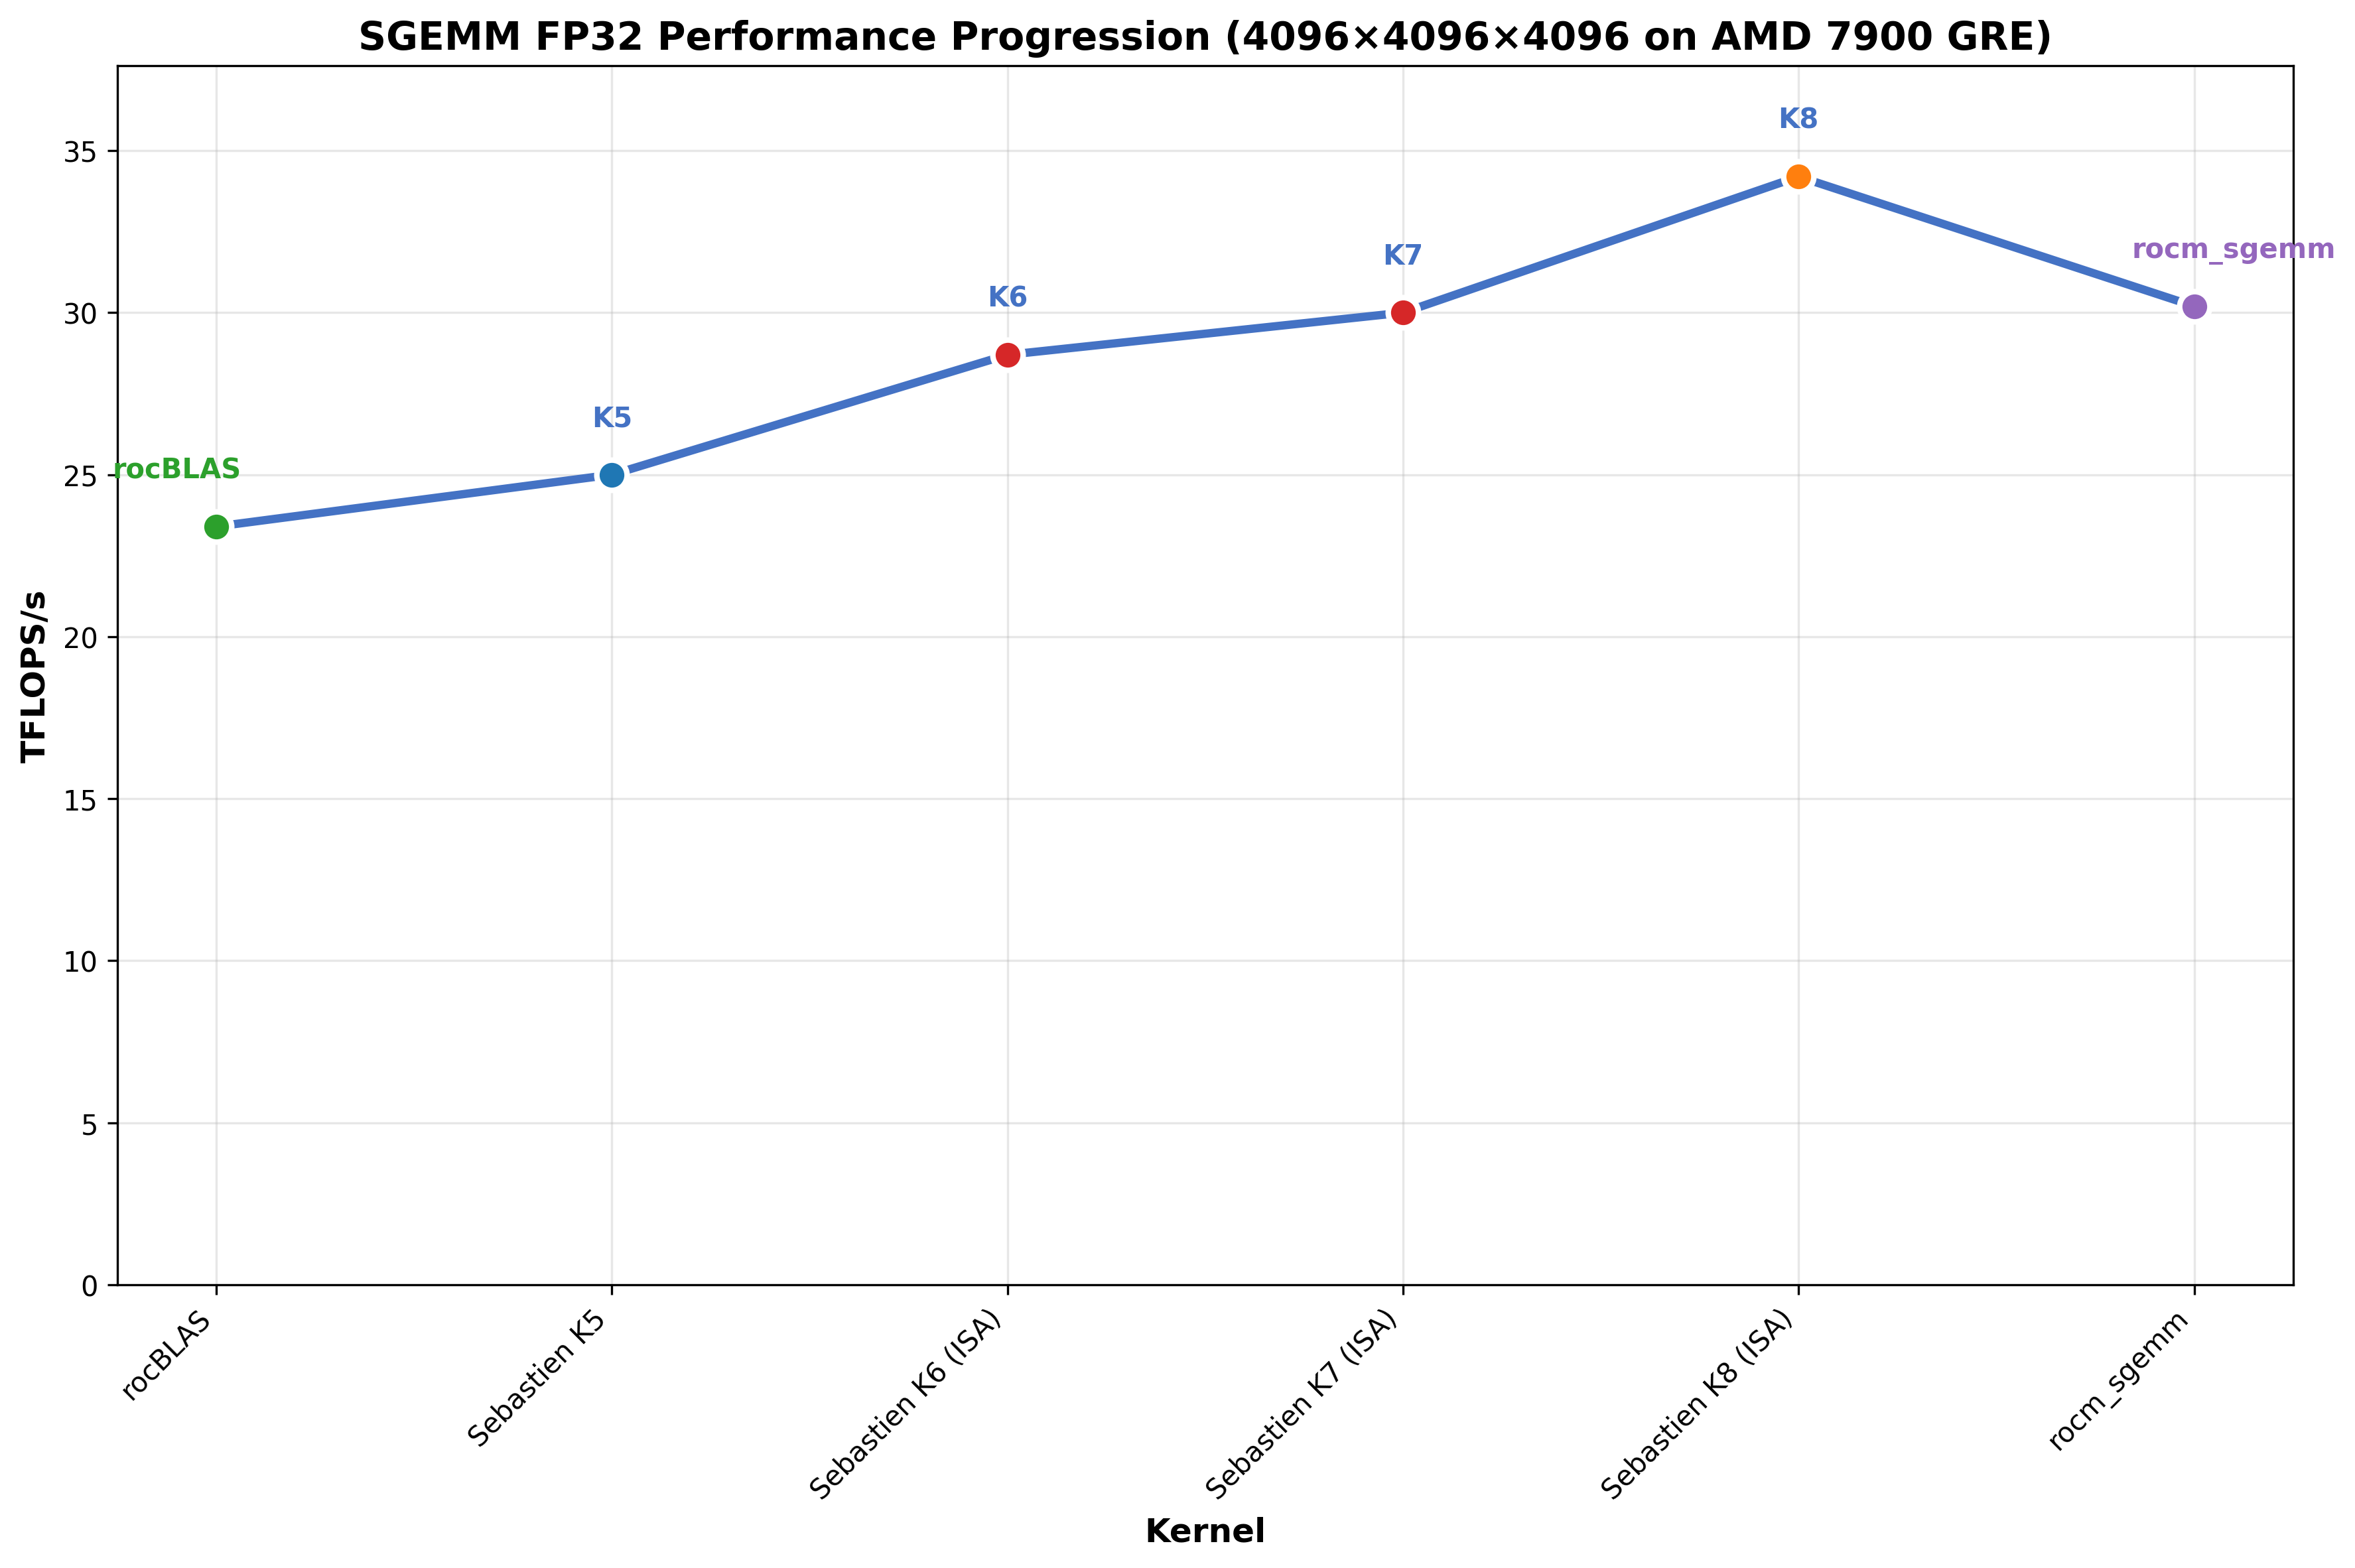 SGEMM FP32 Performance Progression (4096×4096×4096 on AMD 7900 GRE)
TFLOPS/s
35
30
25
20
15
10
5
0
rocBLAS
K5
K6
K7
K8
rocm_sgemm
rocBLAS
Sebastien K5
Sebastien K6 (ISA)
Sebastien K7 (ISA)
Sebastien K8 (ISA)
rocm_sgemm
Kernel